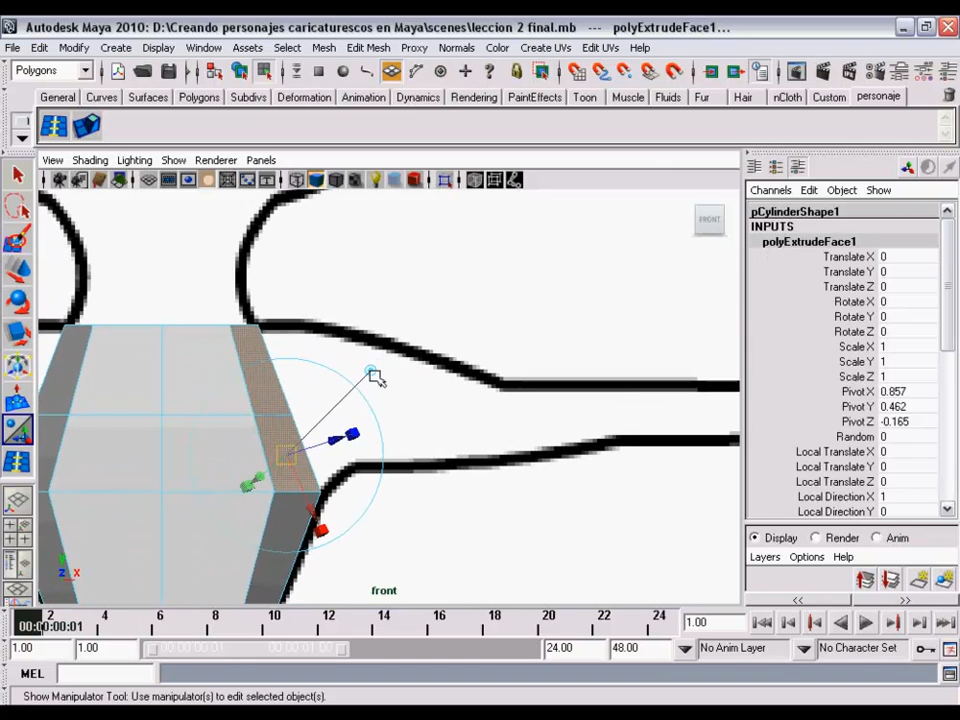 Autodesk Maya 2010: D:\Creando personajes caricaturescos en Maya\scenes\leccion 2 final.mb - polyExtrudeFace1...
File Edit Modify Create Display Window Assets Select Mesh Edit Mesh Proxy Normals Color Create UVs Edit UVs Help
Polygons
General Curves Surfaces Polygons Subdivs Deformation Animation Dynamics Rendering PaintEffects Toon Muscle Fluids Fur Hair nCloth Custom personaje
View Shading Lighting Show Renderer Panels
Channels Edit Object Show
FRONT
pCylinderShape1
INPUTS
polyExtrudeFace1
Translate X 0
Translate Y 0
Translate Z 0
Rotate X 0
Rotate Y 0
Rotate Z 0
Scale X 1
Scale Y 1
Scale Z 1
Pivot X 0.857
Pivot Y 0.462
Pivot Z -0.165
Random 0
Local Translate X 0
Local Translate Y 0
Local Translate Z 0
Local Direction X 1
Local Direction Y 0
Display Render Anim
Layers Options Help
Y
Z X
front
<< >>
2 4 6 8 10 12 14 16 18 20 22 24
00:00:00:01
1.00
1.00 1.00 00:00:00:01 00:00:01:00 24.00 48.00 No Anim Layer No Character Set
MEL
Show Manipulator Tool: Use manipulator(s) to edit selected object(s).